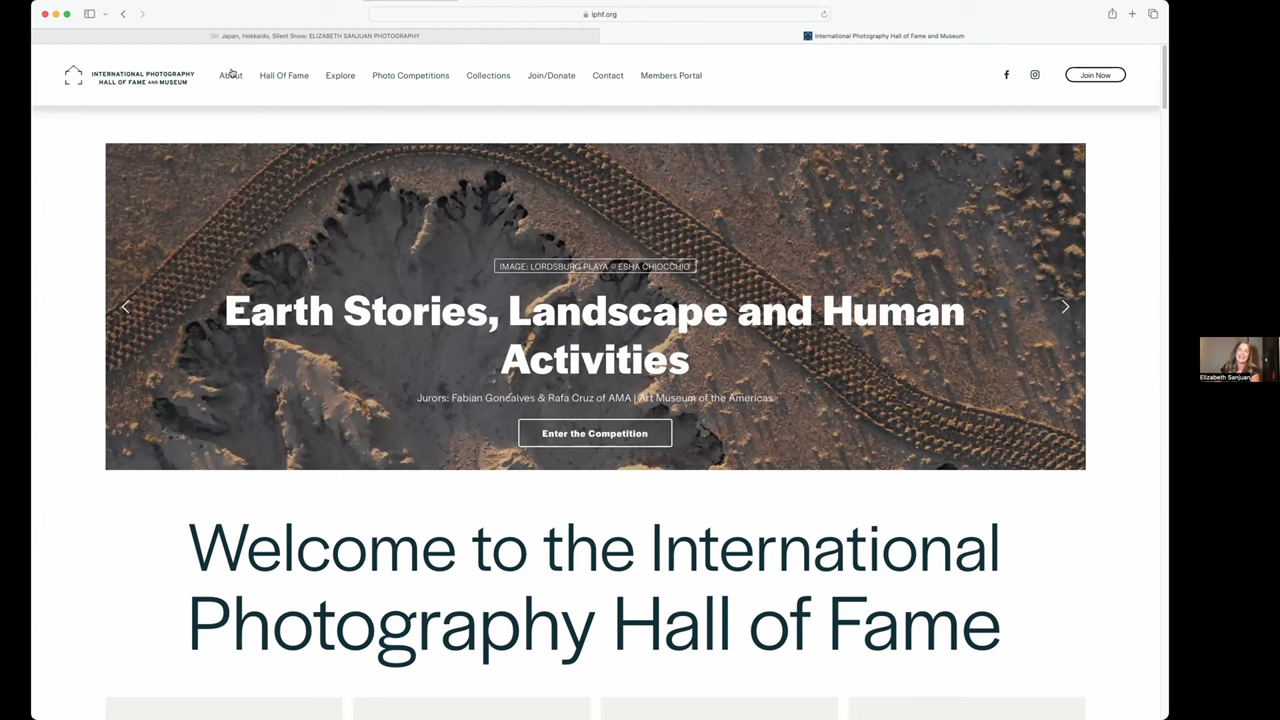 iphf.org
SW Japan, Hokkaido, Silent Snow: ELIZABETH SANJUAN PHOTOGRAPHY
International Photography Hall of Fame and Museum
INTERNATIONAL PHOTOGRAPHY
HALL OF FAME AND MUSEUM
About Hall Of Fame Explore Photo Competitions Collections Join/Donate Contact Members Portal
Join Now
IMAGE: LORDSBURG PLAYA © ESHA CHIOCCHIO
Earth Stories, Landscape and Human
Activities
Jurors: Fabian Goncalves & Rafa Cruz of AMA | Art Museum of the Americas
Enter the Competition
Elizabeth Sanjuan
Welcome to the International
Photography Hall of Fame